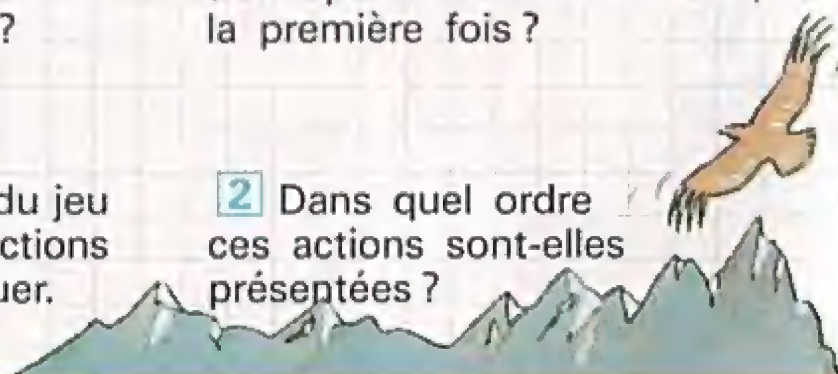 ?
la première fois ?
du jeu
ctions
uer.
2 Dans quel ordre
ces actions sont-elles
présentées ?